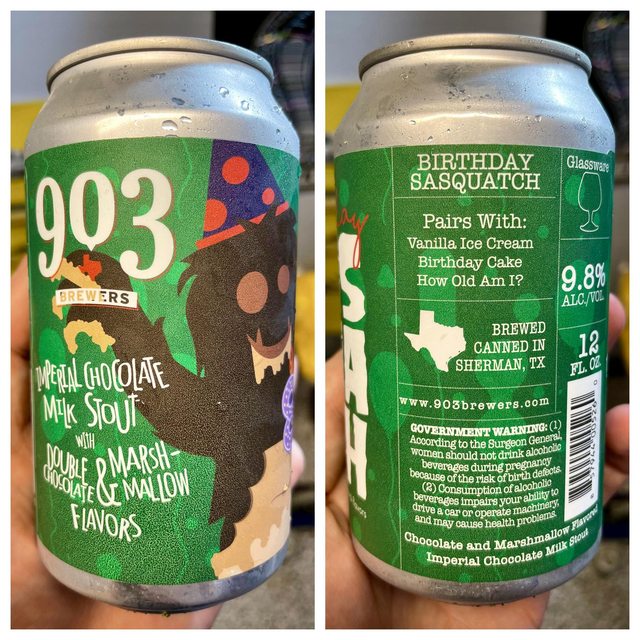 903
BREWERS
IMPERIAL CHOCOLATE
MILK STOUT
WITH
DOUBLE CHOCOLATE & MARSH-
MALLOW
FLAVORS
BIRTHDAY
SASQUATCH
Pairs With:
Vanilla Ice Cream
Birthday Cake
How Old Am I?
BREWED
CANNED IN
SHERMAN, TX
www.903brewers.com
GOVERNMENT WARNING: (1)
According to the Surgeon General,
women should not drink alcoholic
beverages during pregnancy
because of the risk of birth defects.
(2) Consumption of alcoholic
beverages impairs your ability to
drive a car or operate machinery,
and may cause health problems.
Chocolate and Marshmallow Flavored
Imperial Chocolate Milk Stout
Glassware
9.8%
ALC./VOL.
12
FL. OZ.